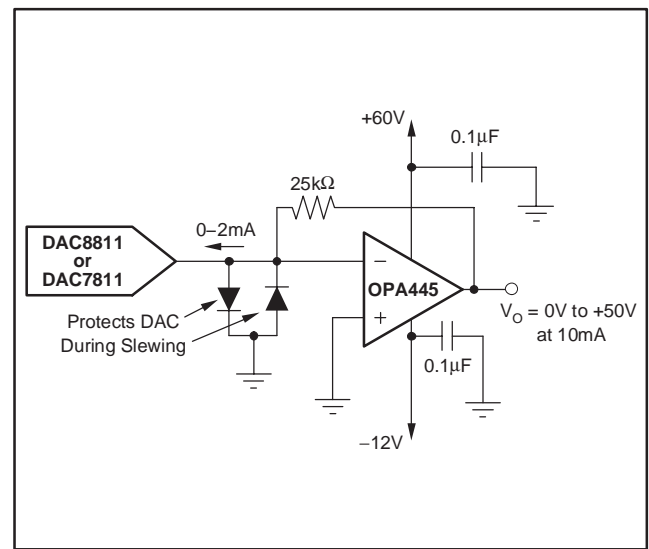 +60V
0.1µF
25kΩ
0–2mA
DAC8811
or
DAC7811
–
OPA445
+
Protects DAC
During Slewing
VO = 0V to +50V
at 10mA
0.1µF
–12V